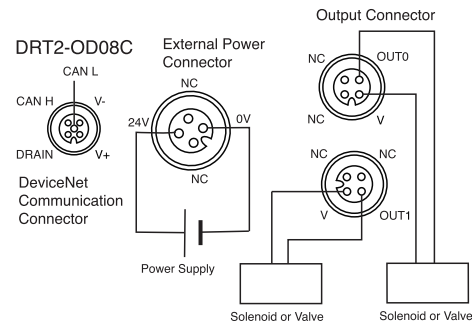 Output Connector
DRT2-OD08C
External Power
Connector
CAN L
NC
NC
OUT0
CAN H
V-
24V
0V
NC
V
DRAIN
V+
NC
NC
NC
DeviceNet
Communication
Connector
V
OUT1
Power Supply
Solenoid or Valve
Solenoid or Valve